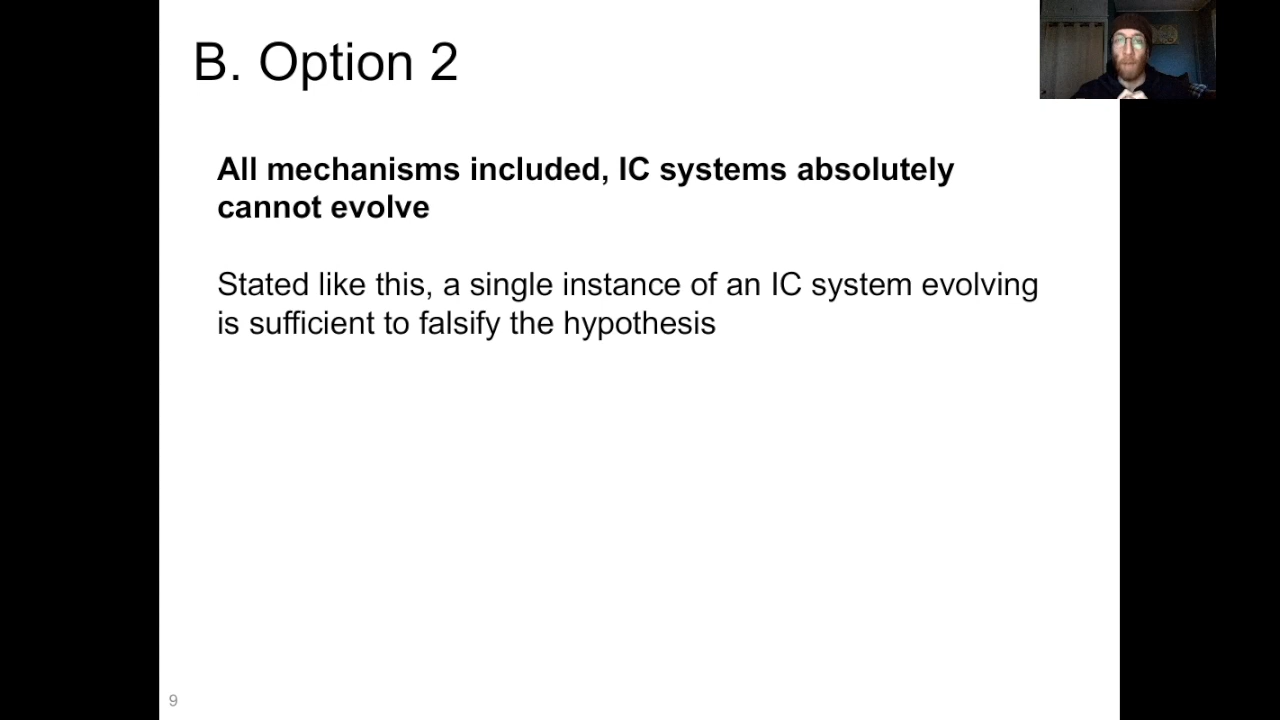 B. Option 2
All mechanisms included, IC systems absolutely
cannot evolve
Stated like this, a single instance of an IC system evolving
is sufficient to falsify the hypothesis
9